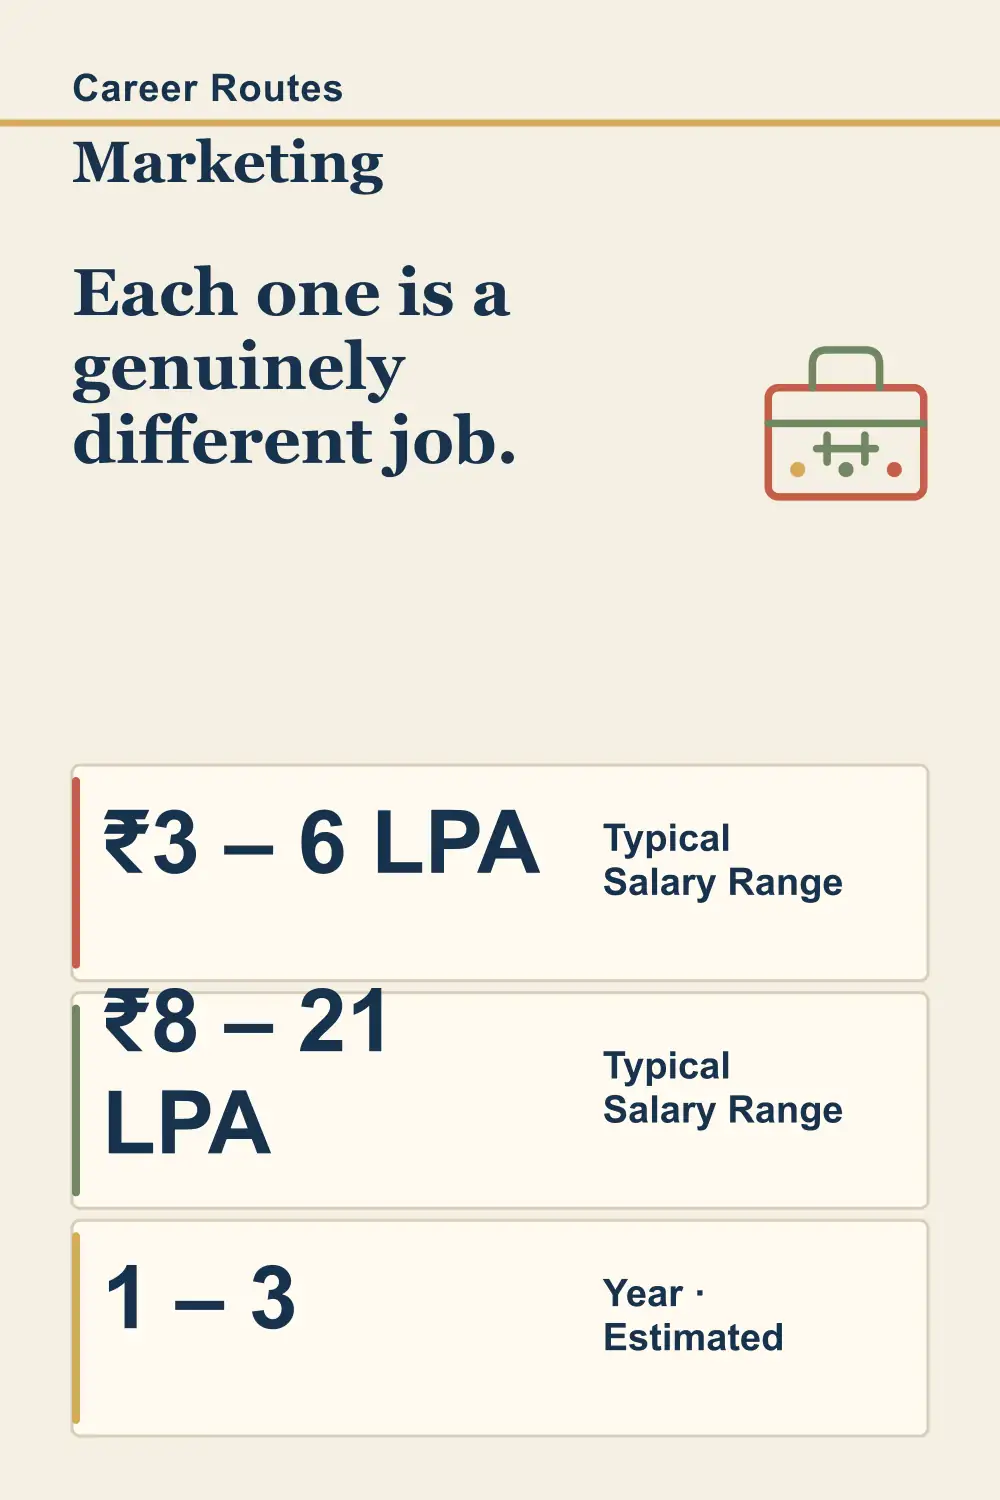 Career Routes
Marketing
Each one is a
genuinely
different job.
₹3 – 6 LPA
Typical
Salary Range
₹8 – 21
LPA
Typical
Salary Range
1 – 3
Year ·
Estimated